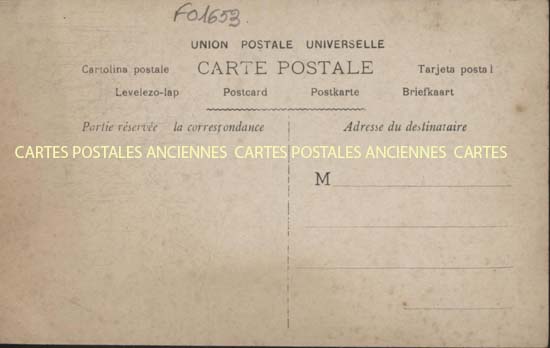 F01653
UNION POSTALE UNIVERSELLE
Cartolina postale CARTE POSTALE Tarjeta postal
Levelezo-lap Postcard Postkarte Briefkaart
Partie réservée la correspondance Adresse du destinataire
CARTES POSTALES ANCIENNES CARTES POSTALES ANCIENNES CARTES
M